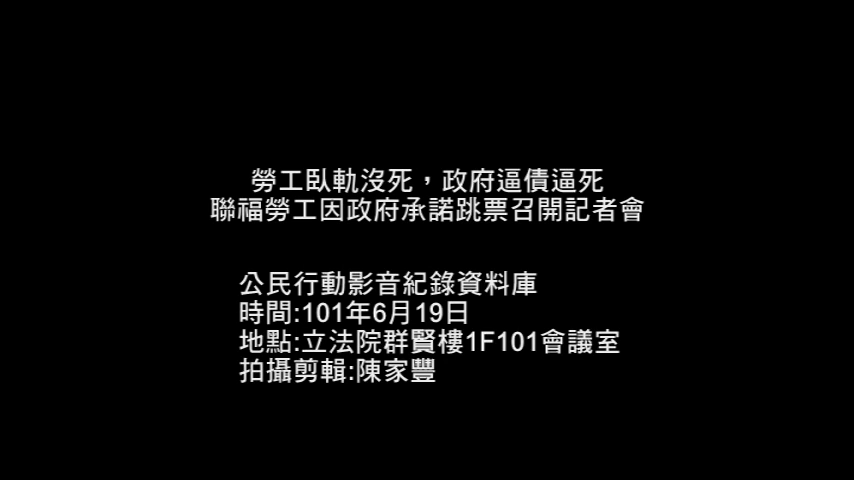 勞工臥軌沒死，政府逼債逼死
聯福勞工因政府承諾跳票召開記者會
公民行動影音紀錄資料庫
時間:101年6月19日
地點:立法院群賢樓1F101會議室
拍攝剪輯:陳家豐